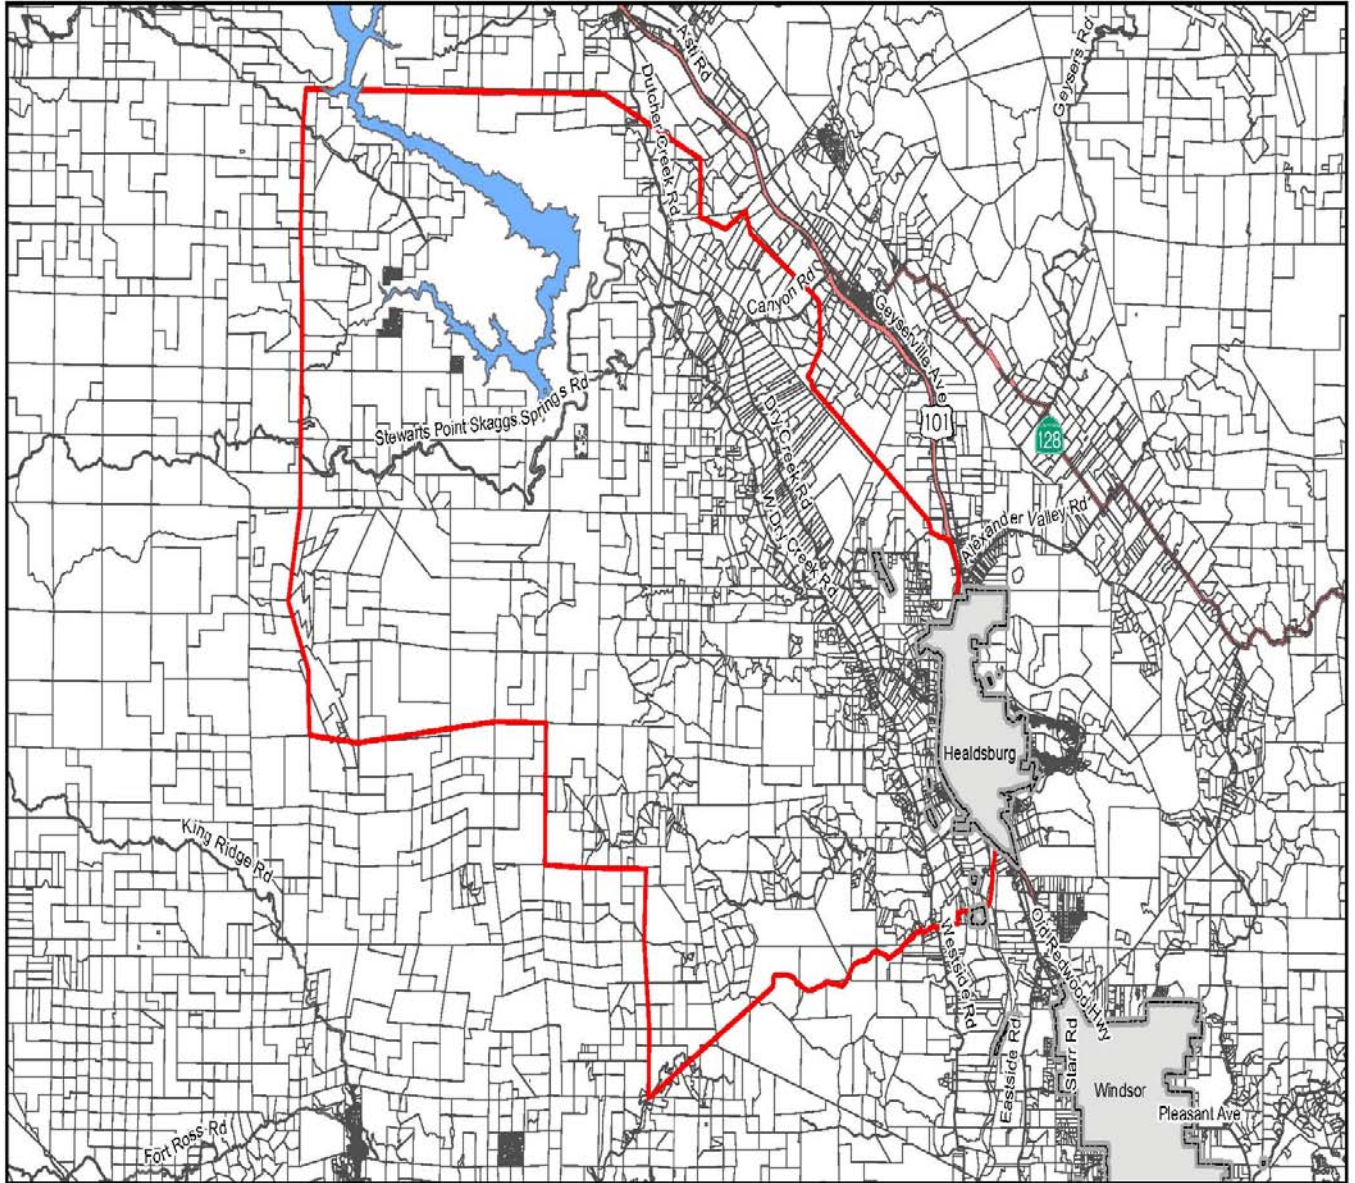 Asti Rd
Geysers Rd
Dutcher Creek Rd
Canyon Rd
Geyserville Ave
Stewarts Point Skaggs Springs Rd
101
128
Dry Creek Rd
W Dry Creek Rd
Alexander Valley Rd
Healdsburg
King Ridge Rd
Westside Rd
Old Redwood Hwy
Eastside Rd
Starr Rd
Windsor
Pleasant Ave
Fort Ross Rd